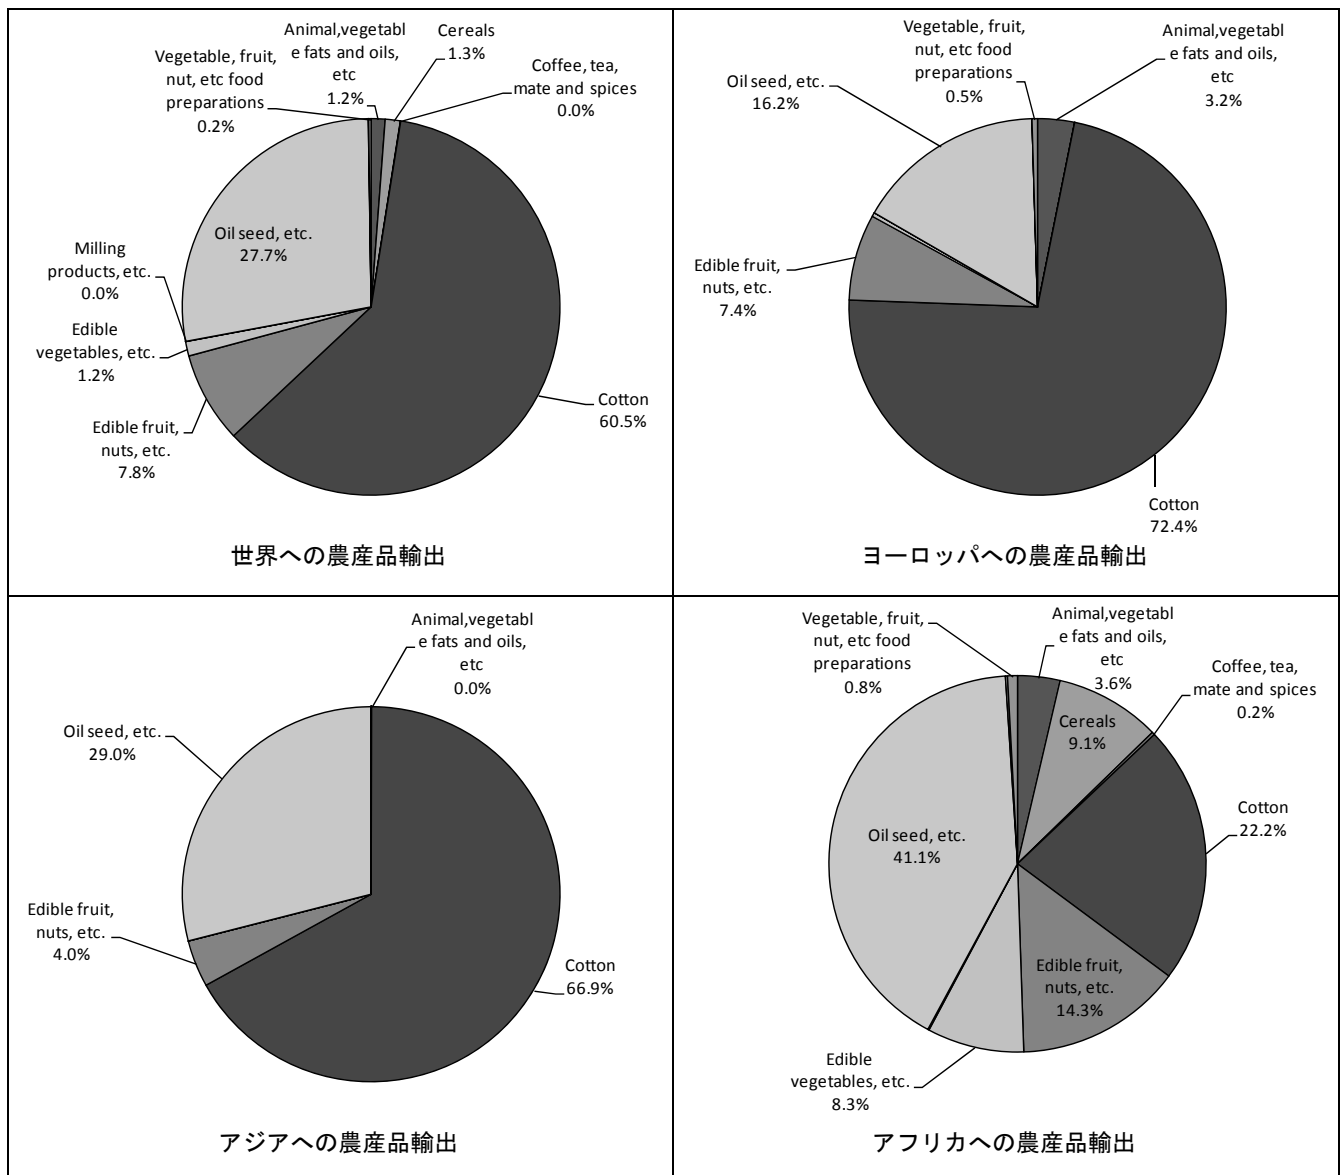 Animal,vegetabl
e fats and oils,
etc
1.2%
Cereals
1.3%
Vegetable, fruit,
nut, etc food
preparations
0.2%
Coffee, tea,
mate and spices
0.0%
Oil seed, etc.
27.7%
Milling
products, etc.
0.0%
Edible
vegetables, etc.
1.2%
Edible fruit,
nuts, etc.
7.8%
Cotton
60.5%
世界への農産品輸出
Vegetable, fruit,
nut, etc food
preparations
0.5%
Animal,vegetabl
e fats and oils,
etc
3.2%
Oil seed, etc.
16.2%
Edible fruit,
nuts, etc.
7.4%
Cotton
72.4%
ヨーロッパへの農産品輸出
Animal,vegetabl
e fats and oils,
etc
0.0%
Oil seed, etc.
29.0%
Edible fruit,
nuts, etc.
4.0%
Cotton
66.9%
アジアへの農産品輸出
Vegetable, fruit,
nut, etc food
preparations
0.8%
Animal,vegetabl
e fats and oils,
etc
3.6%
Coffee, tea,
mate and spices
0.2%
Cereals
9.1%
Cotton
22.2%
Oil seed, etc.
41.1%
Edible fruit,
nuts, etc.
14.3%
Edible
vegetables, etc.
8.3%
アフリカへの農産品輸出